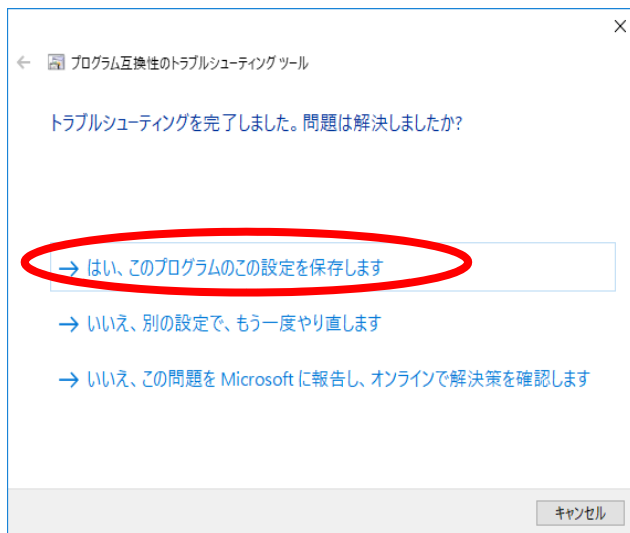 プログラム互換性のトラブルシューティング ツール
トラブルシューティングを完了しました。問題は解決しましたか?
はい、このプログラムのこの設定を保存します
いいえ、別の設定で、もう一度やり直します
いいえ、この問題を Microsoft に報告し、オンラインで解決策を確認します
キャンセル